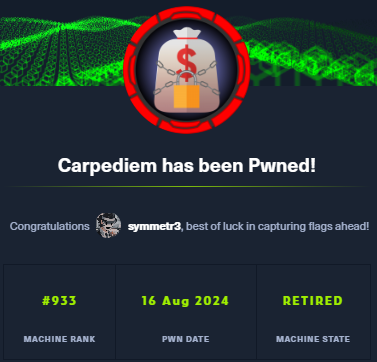 $
Carpediem has been Pwned!
Congratulations symmetr3, best of luck in capturing flags ahead!
#933 16 Aug 2024 RETIRED
MACHINE RANK PWN DATE MACHINE STATE